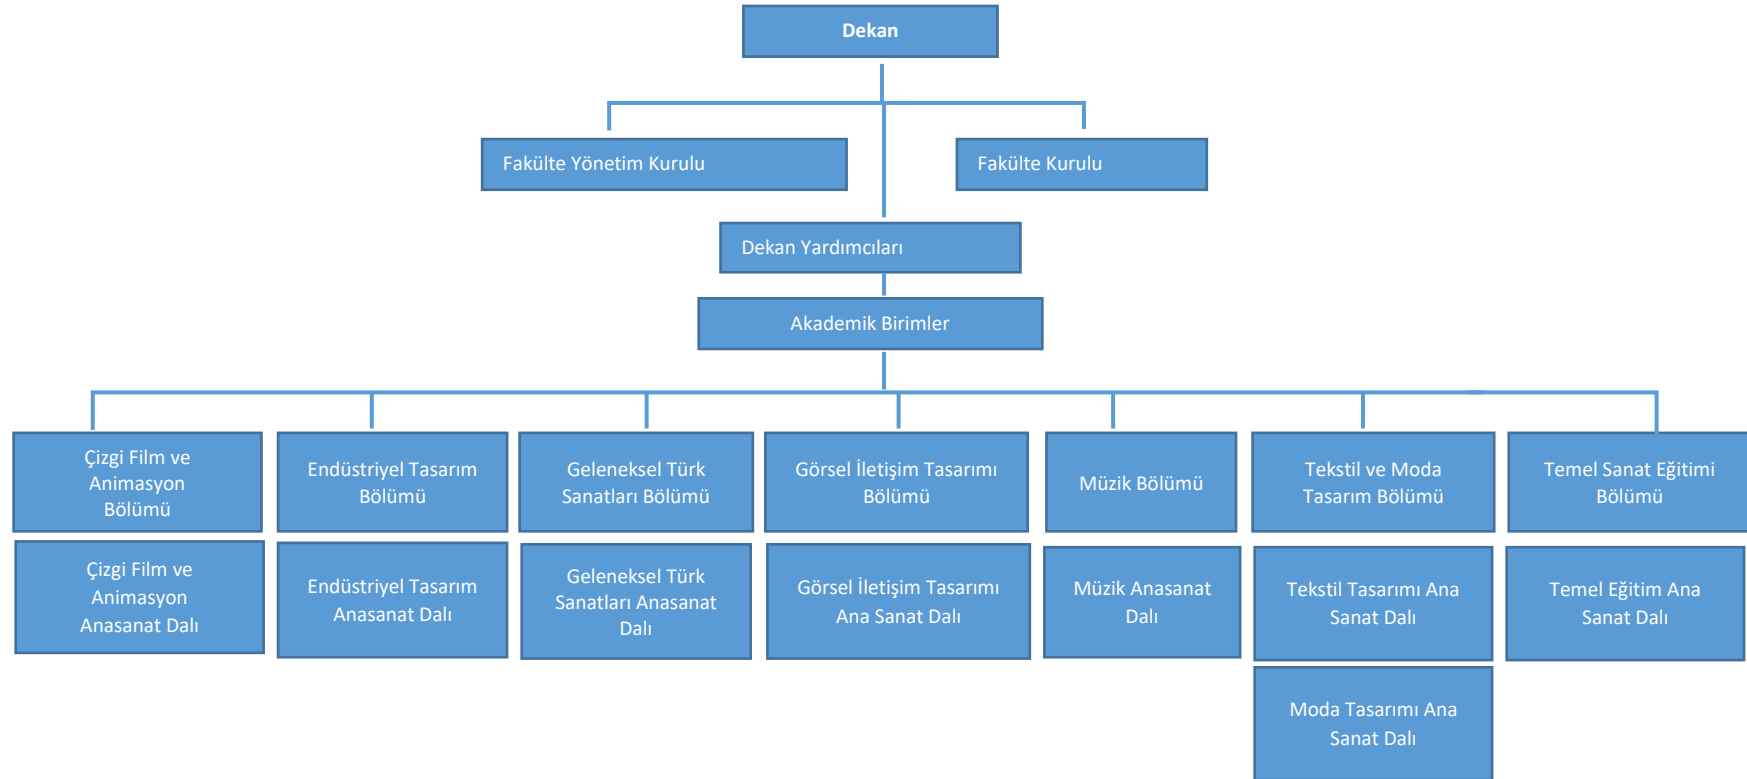 Dekan
Fakülte Yönetim Kurulu
Fakülte Kurulu
Dekan Yardımcıları
Akademik Birimler
Çizgi Film ve
Animasyon
Bölümü
Endüstriyel Tasarım
Bölümü
Geleneksel Türk
Sanatları Bölümü
Görsel İletişim Tasarımı
Bölümü
Müzik Bölümü
Tekstil ve Moda
Tasarım Bölümü
Temel Sanat Eğitimi
Bölümü
Çizgi Film ve
Animasyon
Anasanat Dalı
Endüstriyel Tasarım
Anasanat Dalı
Geleneksel Türk
Sanatları Anasanat
Dalı
Görsel İletişim Tasarımı
Ana Sanat Dalı
Müzik Anasanat
Dalı
Tekstil Tasarımı Ana
Sanat Dalı
Temel Eğitim Ana
Sanat Dalı
Moda Tasarımı Ana
Sanat Dalı